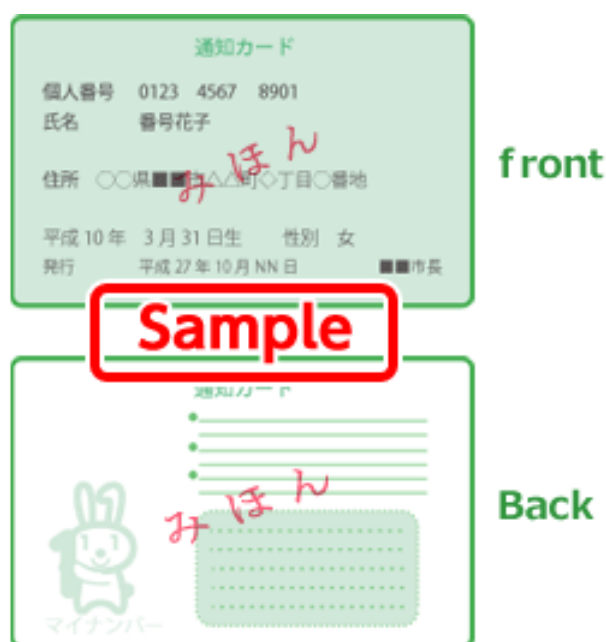 通知カード
個人番号 0123 4567 8901
氏名 番号花子
みほん
住所 ○○県■■市△△町◇丁目○番地
平成10年 3月31日生 性別 女
発行 平成27年10月NN日 ■■市長
front
Sample
通知カード
みほん
マイナンバー
Back